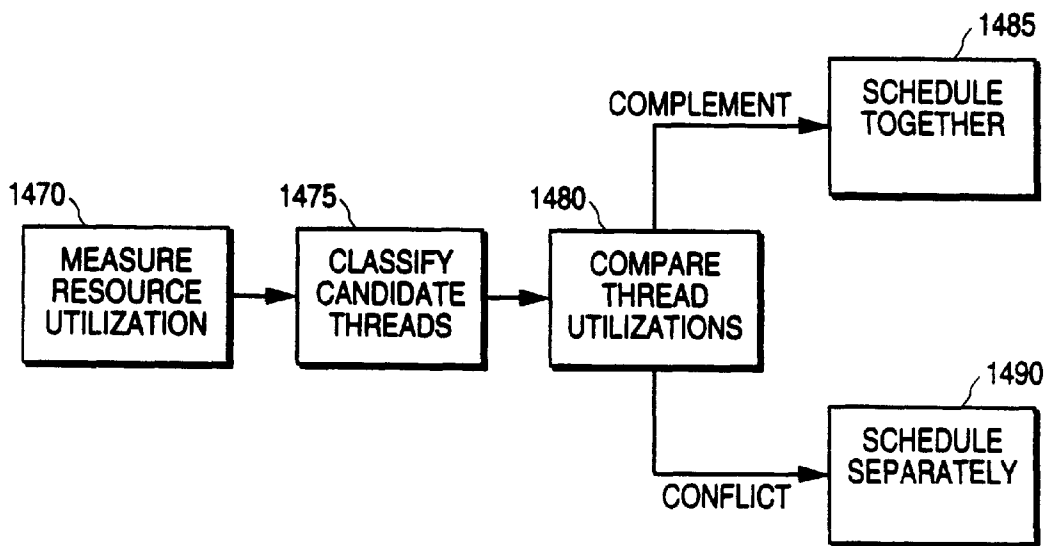 1470
MEASURE
RESOURCE
UTILIZATION
1475
CLASSIFY
CANDIDATE
THREADS
1480
COMPARE
THREAD
UTILIZATIONS
COMPLEMENT
1485
SCHEDULE
TOGETHER
CONFLICT
1490
SCHEDULE
SEPARATELY